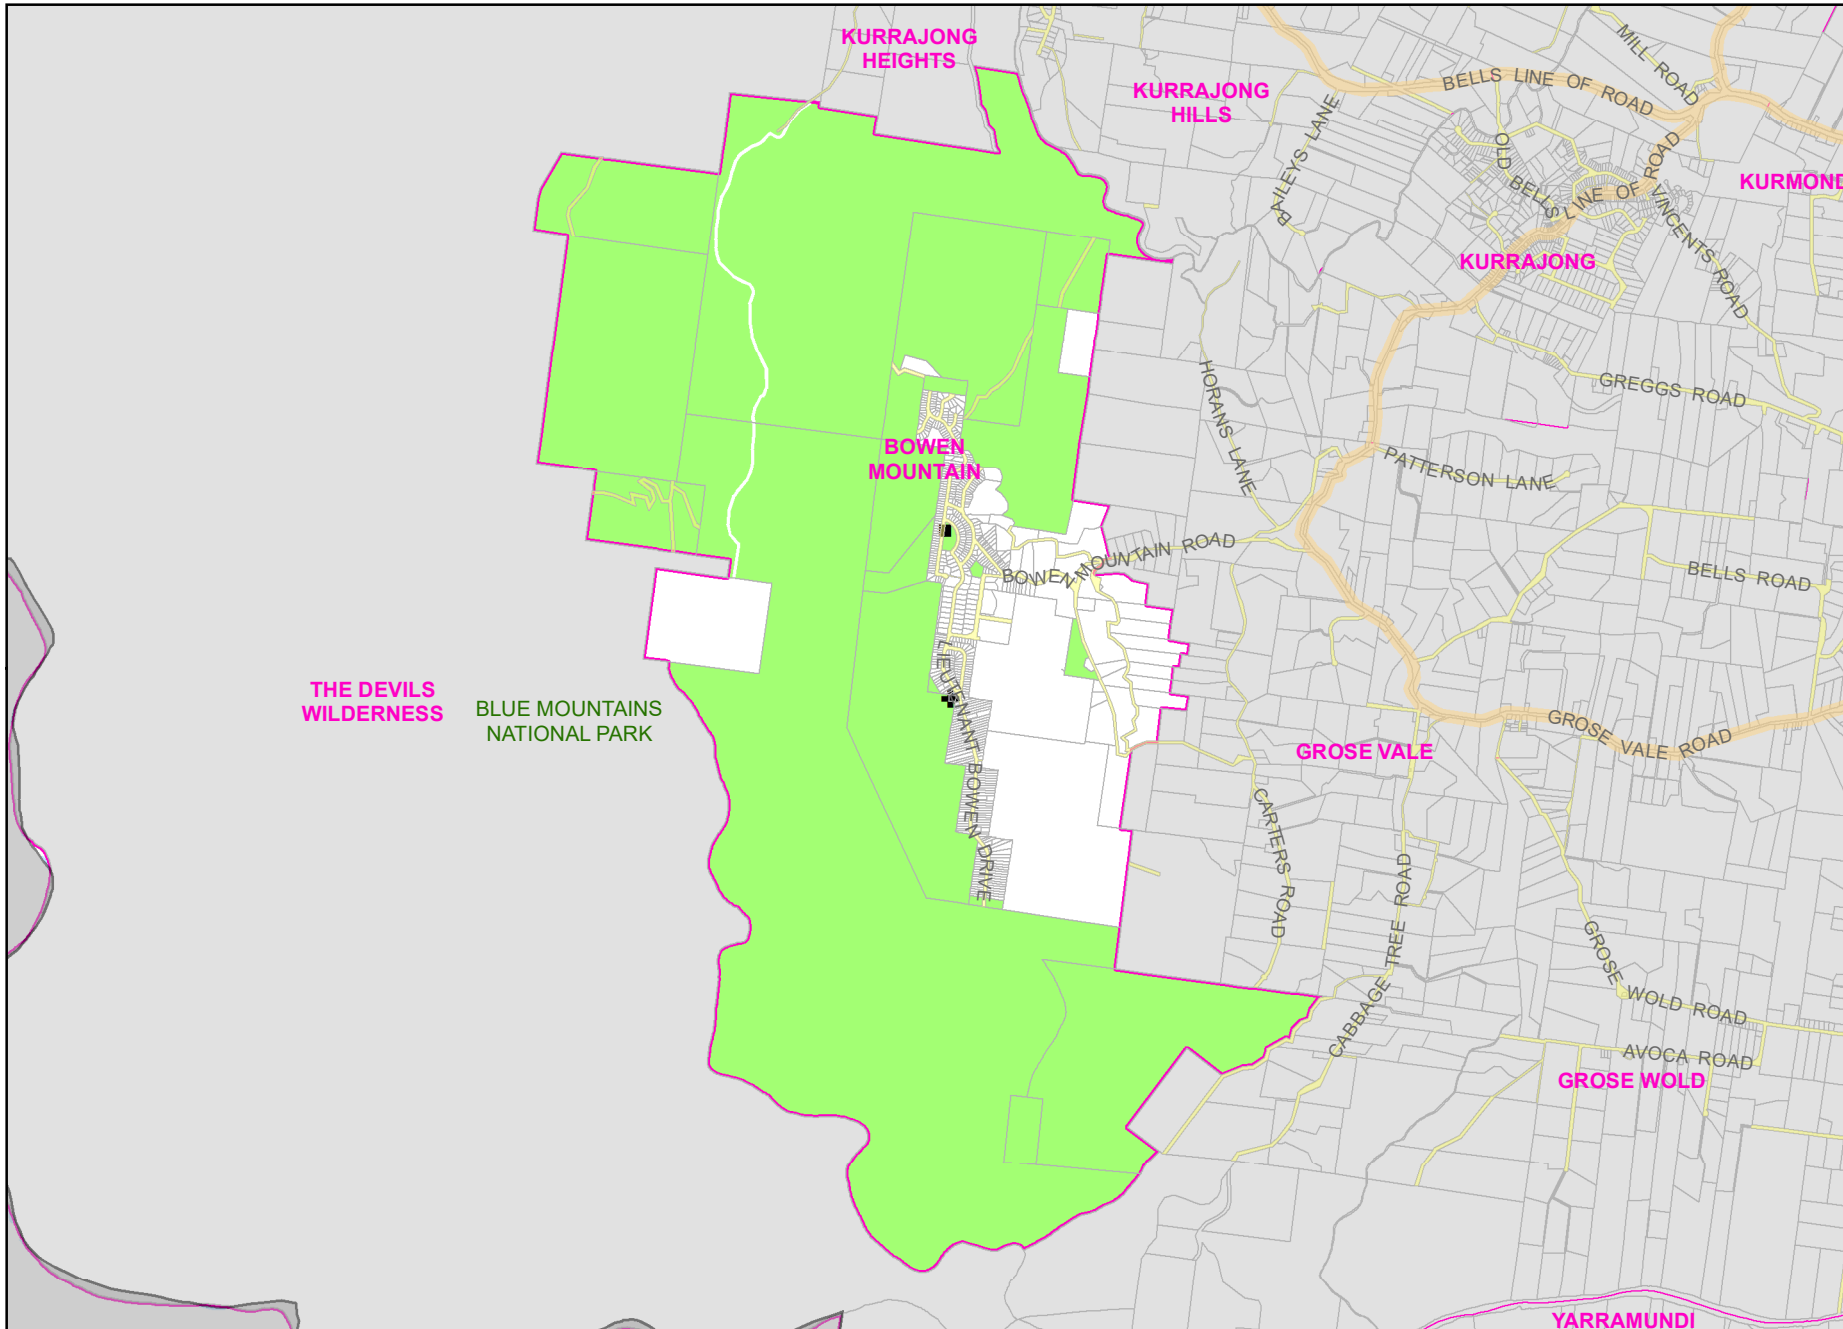 KURRAJONG
HEIGHTS
KURRAJONG
HILLS
MILL ROAD
BELLS LINE OF ROAD
BAILEYS LANE
OLD BELLS LINE OF ROAD
VINCENTS ROAD
KURMOND
KURRAJONG
HORANS LANE
GREGGS ROAD
PATTERSON LANE
BOWEN
MOUNTAIN
BOWEN MOUNTAIN ROAD
BELLS ROAD
THE DEVILS
WILDERNESS
BLUE MOUNTAINS
NATIONAL PARK
LIEUTENANT BOWEN DRIVE
GROSE VALE
GROSE VALE ROAD
CARTERS ROAD
CABBAGE TREE ROAD
GROSE WOLD ROAD
AVOCA ROAD
GROSE WOLD
YARRAMUNDI